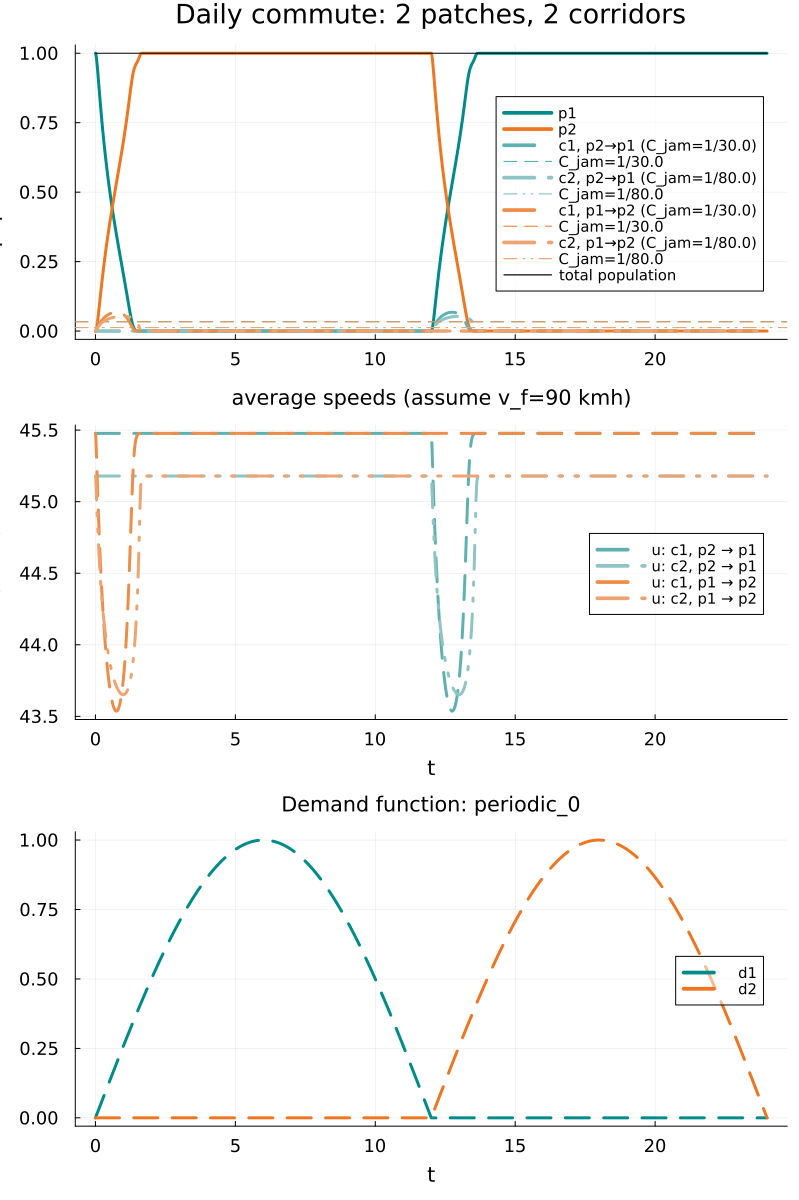 Daily commute: 2 patches, 2 corridors
1.00
0.75
0.50
0.25
0.00
p1
p2
c1, p2→p1 (C_jam=1/30.0)
C_jam=1/30.0
c2, p2→p1 (C_jam=1/80.0)
C_jam=1/80.0
c1, p1→p2 (C_jam=1/30.0)
C_jam=1/30.0
c2, p1→p2 (C_jam=1/80.0)
C_jam=1/80.0
total population
0 5 10 15 20
average speeds (assume v_f=90 kmh)
45.5
45.0
44.5
44.0
43.5
u: c1, p2 → p1
u: c2, p2 → p1
u: c1, p1 → p2
u: c2, p1 → p2
0 5 10 15 20
t
Demand function: periodic_0
1.00
0.75
0.50
0.25
0.00
d1
d2
0 5 10 15 20
t